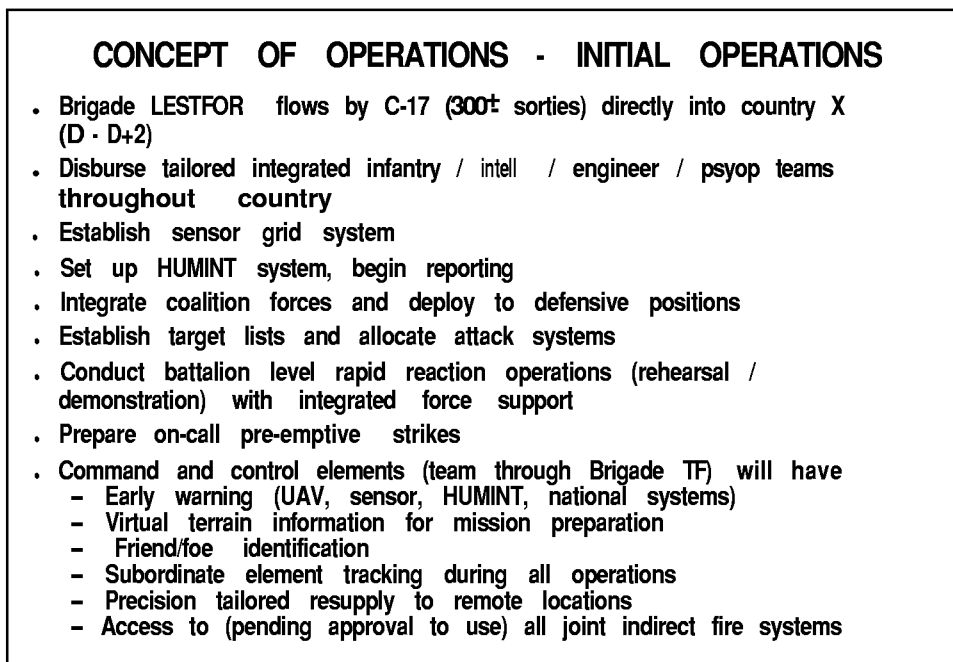 CONCEPT OF OPERATIONS - INITIAL OPERATIONS
. Brigade LESTFOR flows by C-17 (300± sorties) directly into country X
(D - D+2)
. Disburse tailored integrated infantry / intell / engineer / psyop teams
throughout country
. Establish sensor grid system
. Set up HUMINT system, begin reporting
. Integrate coalition forces and deploy to defensive positions
. Establish target lists and allocate attack systems
. Conduct battalion level rapid reaction operations (rehearsal /
demonstration) with integrated force support
. Prepare on-call pre-emptive strikes
. Command and control elements (team through Brigade TF) will have
– Early warning (UAV, sensor, HUMINT, national systems)
– Virtual terrain information for mission preparation
– Friend/foe identification
– Subordinate element tracking during all operations
– Precision tailored resupply to remote locations
– Access to (pending approval to use) all joint indirect fire systems